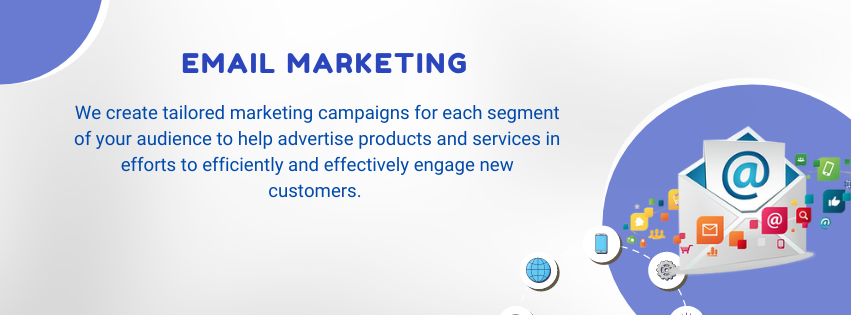 EMAIL MARKETING
We create tailored marketing campaigns for each segment
of your audience to help advertise products and services in
efforts to efficiently and effectively engage new
customers.
@
@
@